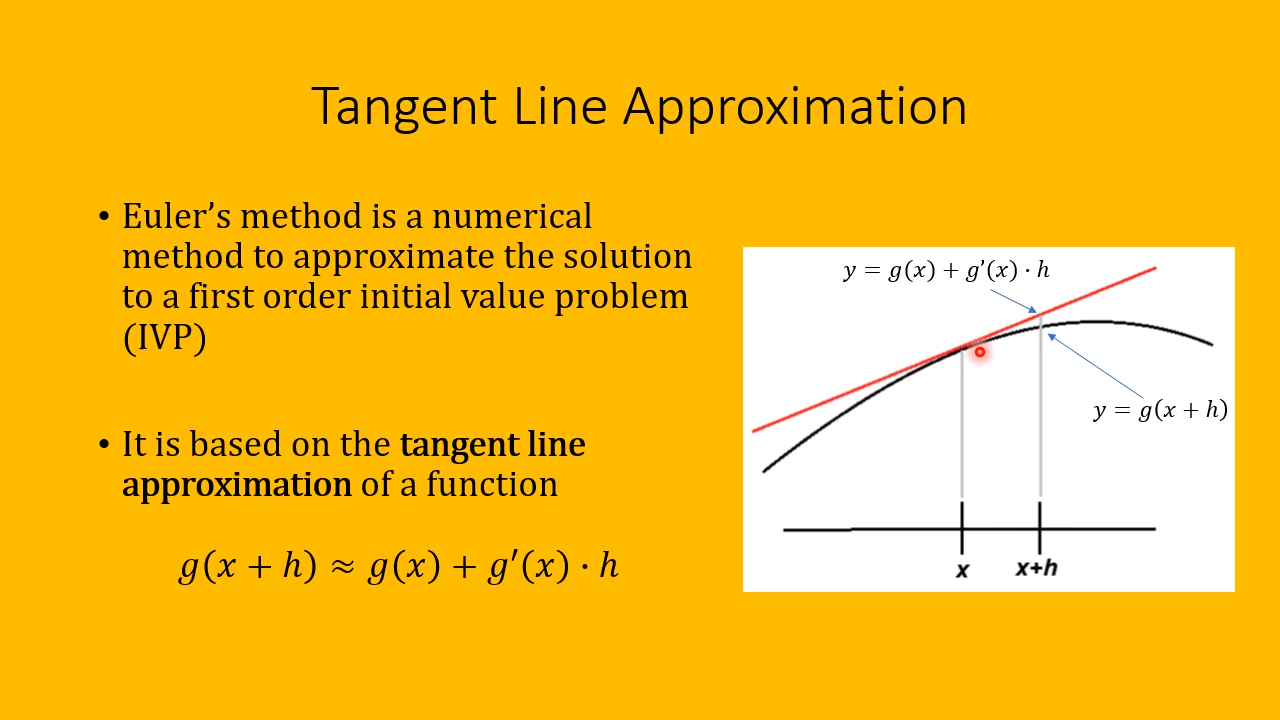 Tangent Line Approximation
• Euler’s method is a numerical
method to approximate the solution
to a first order initial value problem
(IVP)
• It is based on the tangent line
approximation of a function
g(x + h) ≈ g(x) + g′(x) · h
y = g(x) + g’(x) · h
y = g(x + h)
x
x+h